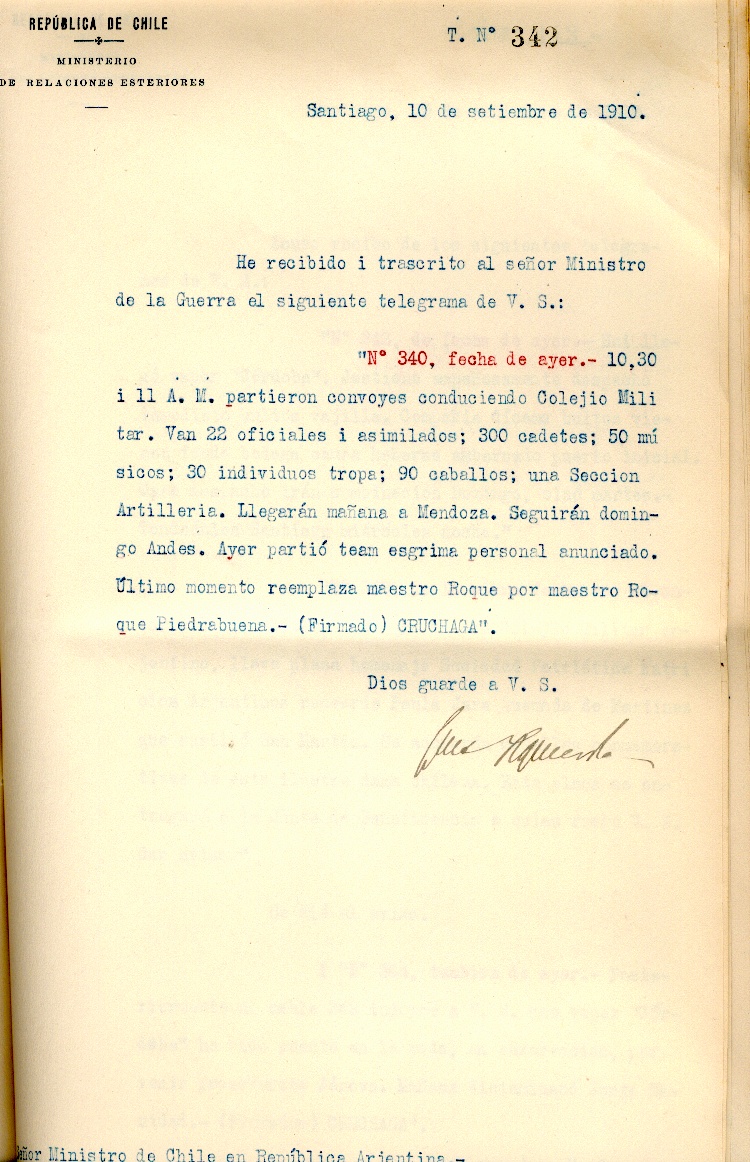 REPÚBLICA DE CHILE
MINISTERIO
DE RELACIONES ESTERIORES
T. N° 342
Santiago, 10 de setiembre de 1910.
He recibido i trascrito al señor Ministro
de la Guerra el siguiente telegrama de V. S.:
"N° 340, fecha de ayer.- 10,30
i 11 A. M. partieron convoyes conduciendo Colejio Mili
tar. Van 22 oficiales i asimilados; 300 cadetes; 50 mú
sicos; 30 individuos tropa; 90 caballos; una Seccion
Artilleria. Llegarán mañana a Mendoza. Seguirán domin-
go Andes. Ayer partió team esgrima personal anunciado.
Último momento reemplaza maestro Roque por maestro Ro-
que Piedrabuena.- (Firmado) CRUCHAGA".
Dios guarde a V. S.
Luis Izquierdo
eñor Ministro de Chile en República Arjentina.-